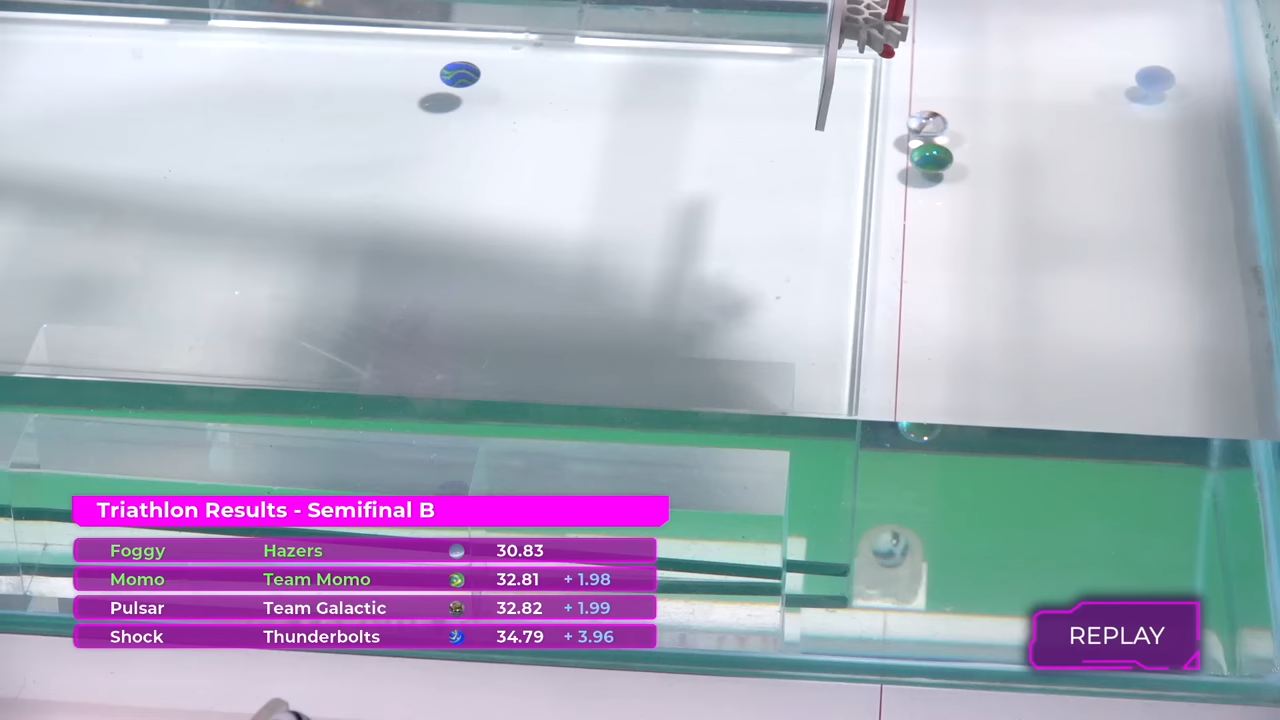 Triathlon Results - Semifinal B
Foggy Hazers 30.83
Momo Team Momo 32.81 + 1.98
Pulsar Team Galactic 32.82 + 1.99
Shock Thunderbolts 34.79 + 3.96
REPLAY